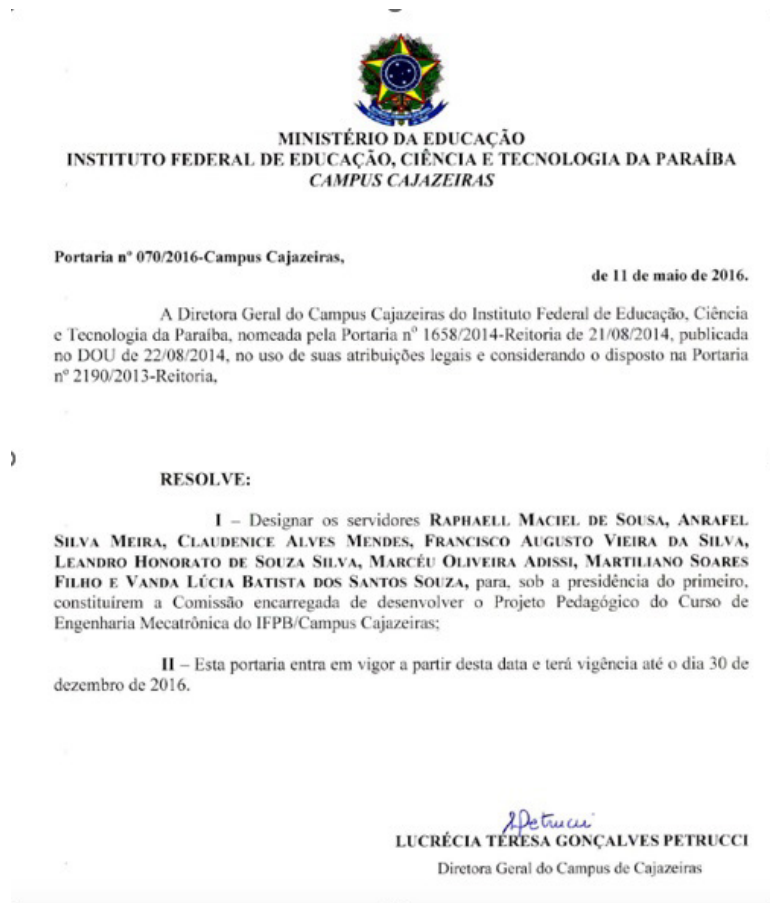 MINISTÉRIO DA EDUCAÇÃO
INSTITUTO FEDERAL DE EDUCAÇÃO, CIÊNCIA E TECNOLOGIA DA PARAÍBA
CAMPUS CAJAZEIRAS
Portaria nº 070/2016-Campus Cajazeiras,
de 11 de maio de 2016.
A Diretora Geral do Campus Cajazeiras do Instituto Federal de Educação, Ciência
e Tecnologia da Paraíba, nomeada pela Portaria nº 1658/2014-Reitoria de 21/08/2014, publicada
no DOU de 22/08/2014, no uso de suas atribuições legais e considerando o disposto na Portaria
nº 2190/2013-Reitoria,
RESOLVE:
I – Designar os servidores RAPHAELL MACIEL DE SOUSA, ANRAFEL
SILVA MEIRA, CLAUDENICE ALVES MENDES, FRANCISCO AUGUSTO VIEIRA DA SILVA,
LEANDRO HONORATO DE SOUZA SILVA, MARCÉU OLIVEIRA ADISSI, MARTILIANO SOARES
FILHO E VANDA LÚCIA BATISTA DOS SANTOS SOUZA, para, sob a presidência do primeiro,
constituírem a Comissão encarregada de desenvolver o Projeto Pedagógico do Curso de
Engenharia Mecatrônica do IFPB/Campus Cajazeiras;
II – Esta portaria entra em vigor a partir desta data e terá vigência até o dia 30 de
dezembro de 2016.
LPetrucci
LUCRÉCIA TERESA GONÇALVES PETRUCCI
Diretora Geral do Campus de Cajazeiras